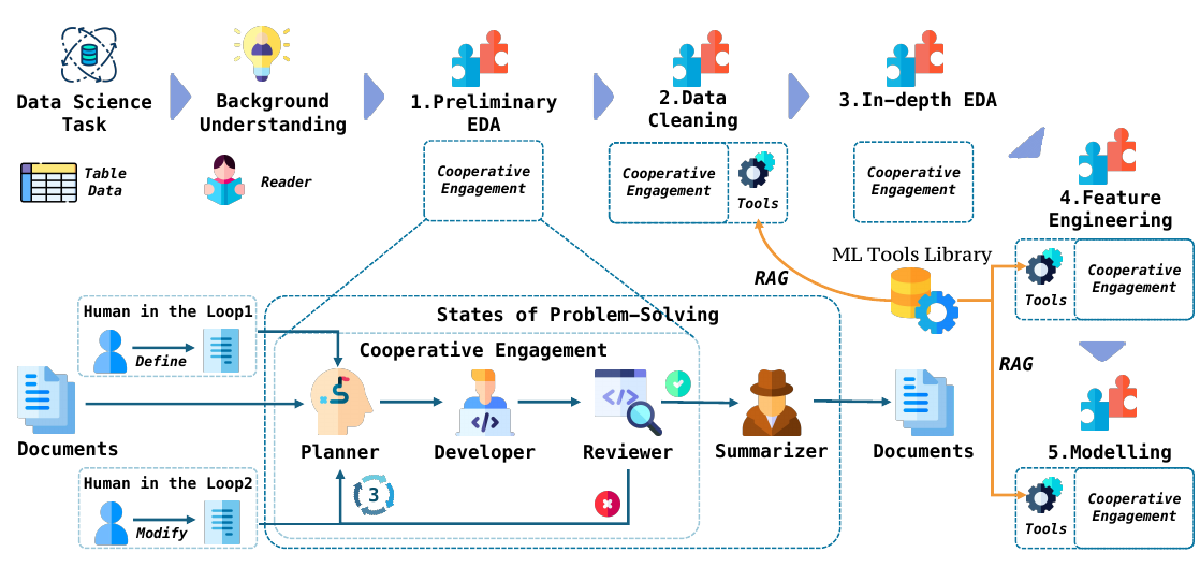 Data Science
Task
Background
Understanding
1.Preliminary
EDA
2.Data
Cleaning
3.In-depth EDA
Table
Data
Reader
Cooperative
Engagement
Cooperative
Engagement
Tools
Cooperative
Engagement
4.Feature
Engineering
ML Tools Library
RAG
Tools
Cooperative
Engagement
Human in the Loop1
Define
States of Problem-Solving
Cooperative Engagement
RAG
Documents
Planner
Developer
Reviewer
Summarizer
Documents
5.Modelling
Human in the Loop2
Modify
3
Tools
Cooperative
Engagement